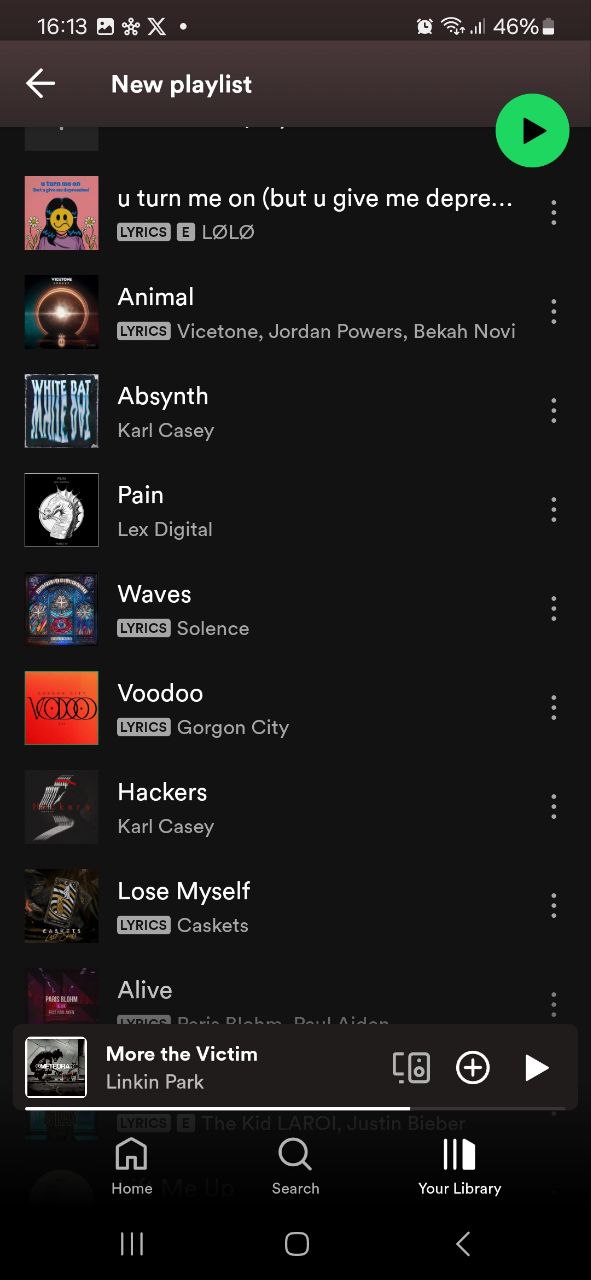 16:13
46%
New playlist
u turn me on (but u give me depre...
LYRICS E LØLØ
Animal
LYRICS Vicetone, Jordan Powers, Bekah Novi
Absynth
Karl Casey
Pain
Lex Digital
Waves
LYRICS Solence
Voodoo
LYRICS Gorgon City
Hackers
Karl Casey
Lose Myself
LYRICS Caskets
Alive
LYRICS Paris Blohm, Paul Aiden
More the Victim
Linkin Park
LYRICS E The Kid LAROI, Justin Bieber
Me Up
Home
Search
Your Library